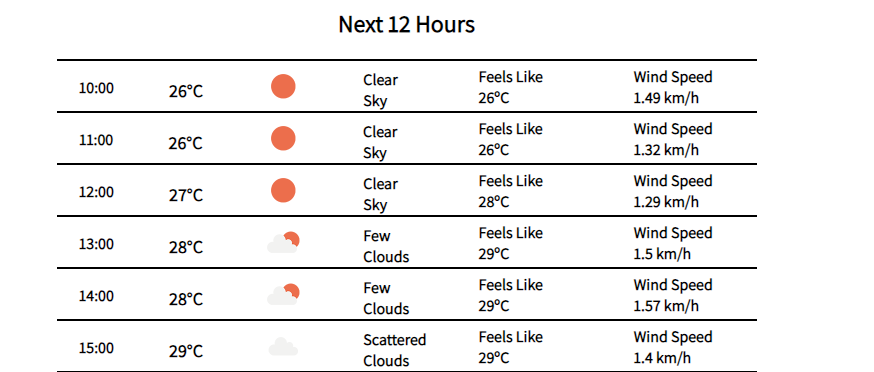 Next 12 Hours
10:00 26°C Clear Sky Feels Like 26°C Wind Speed 1.49 km/h
11:00 26°C Clear Sky Feels Like 26°C Wind Speed 1.32 km/h
12:00 27°C Clear Sky Feels Like 28°C Wind Speed 1.29 km/h
13:00 28°C Few Clouds Feels Like 29°C Wind Speed 1.5 km/h
14:00 28°C Few Clouds Feels Like 29°C Wind Speed 1.57 km/h
15:00 29°C Scattered Clouds Feels Like 29°C Wind Speed 1.4 km/h